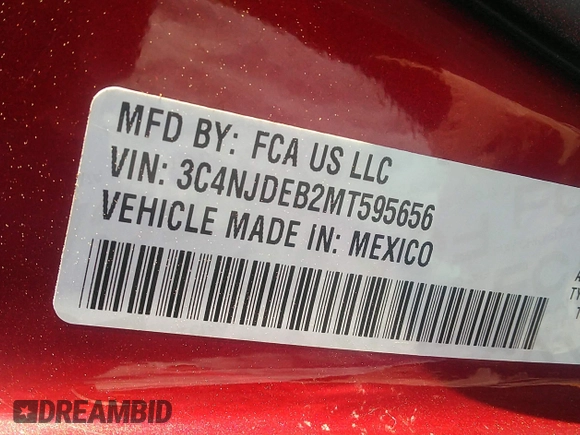 MFD BY: FCA US LLC
VIN: 3C4NJDEB2MT595656
VEHICLE MADE IN: MEXICO
DREAMBID